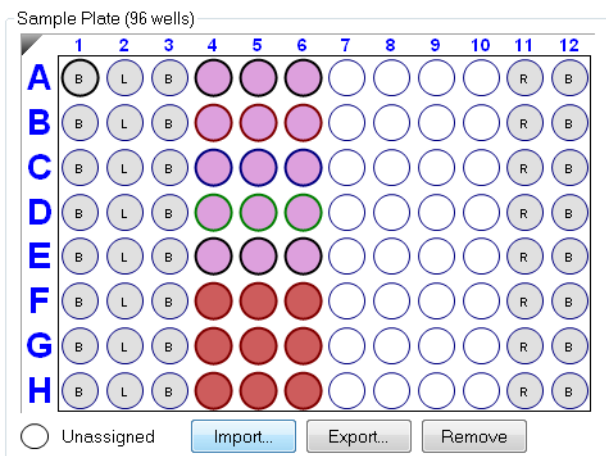 Sample Plate (96 wells)
1 2 3 4 5 6 7 8 9 10 11 12
A B L B R B
B B L B R B
C B L B R B
D B L B R B
E B L B R B
F B L B R B
G B L B R B
H B L B R B
Unassigned Import... Export... Remove